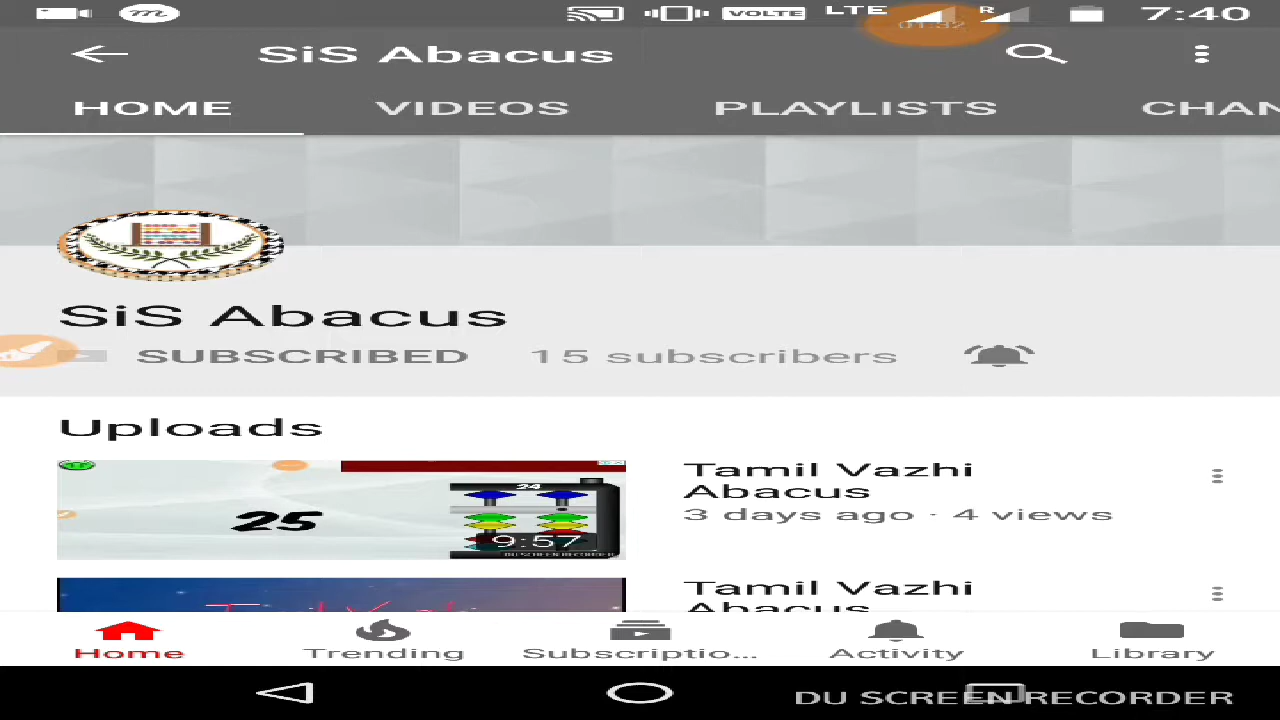 VOLTE LTE R 7:40
01:32
SiS Abacus
HOME VIDEOS PLAYLISTS CHAN
SiS Abacus
SUBSCRIBED 15 subscribers
Uploads
24
25
9:57
Tamil Vazhi
Abacus
3 days ago · 4 views
Tamil Vazhi
Abacus
Home Trending Subscriptio... Activity Library
DU SCREEN RECORDER